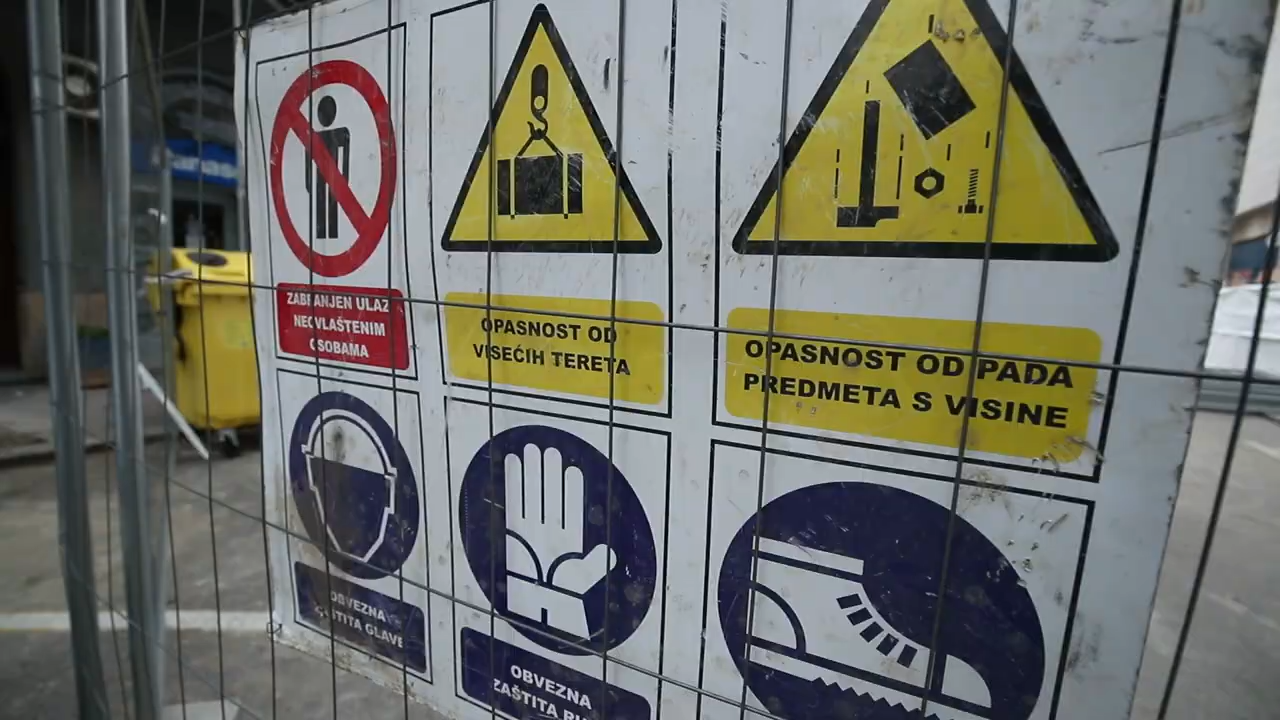 ZABRANJEN ULAZ
NEOVLAŠTENIM
OSOBAMA
OPASNOST OD
VISEĆIH TERETA
OPASNOST OD PADA
PREDMETA S VISINE
OBVEZNA
ZAŠTITA GLAVE
OBVEZNA
ZAŠTITA